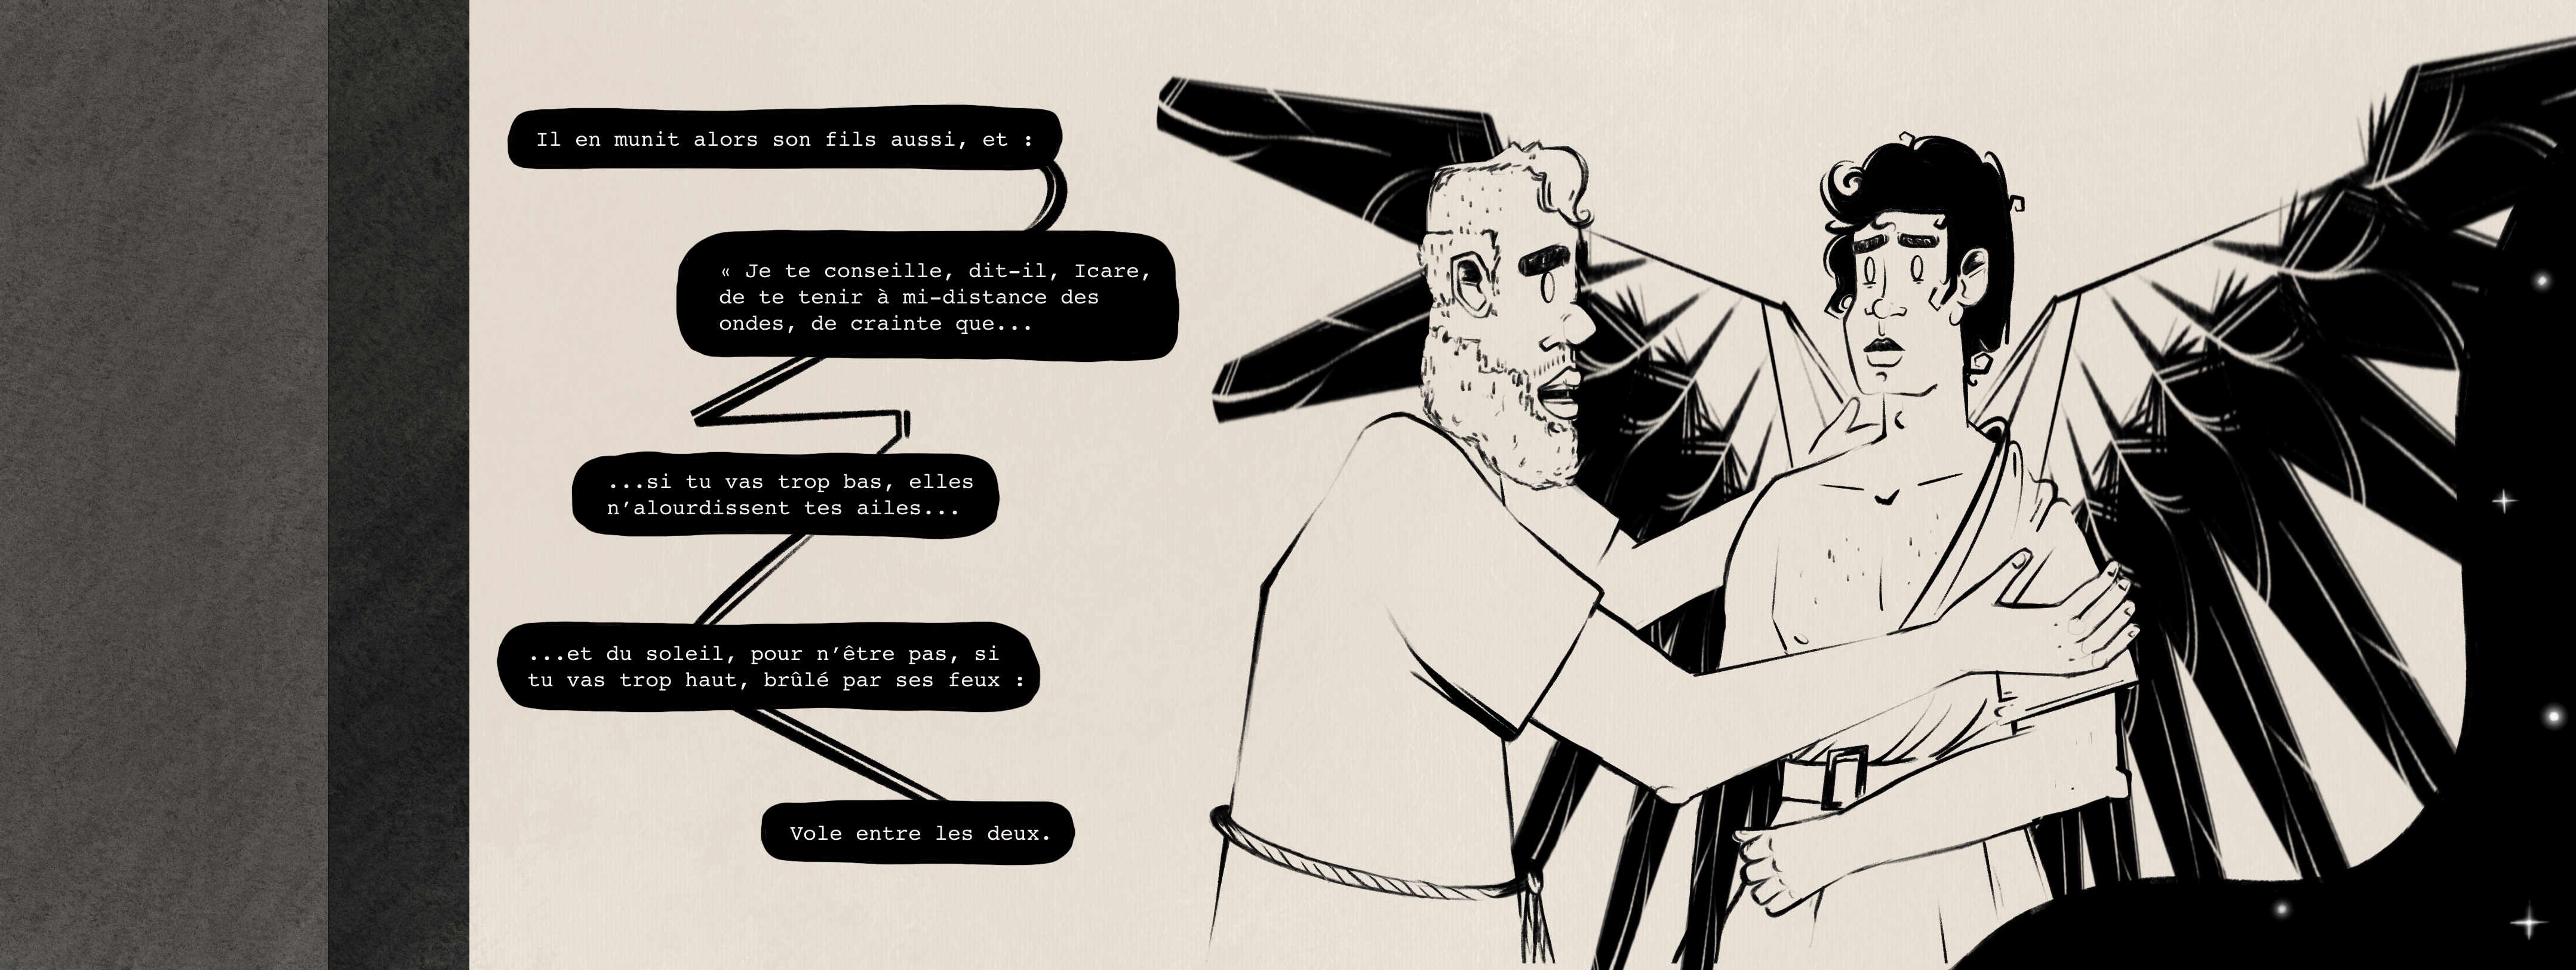 Il en munit alors son fils aussi, et :
« Je te conseille, dit-il, Icare,
de te tenir à mi-distance des
ondes, de crainte que...
...si tu vas trop bas, elles
n’alourdissent tes ailes...
...et du soleil, pour n’être pas, si
tu vas trop haut, brûlé par ses feux :
Vole entre les deux.